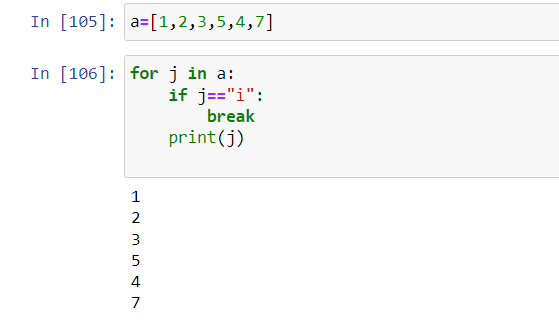 In [105]: a=[1,2,3,5,4,7]
In [106]: for j in a:
    if j=="i":
        break
    print(j)
1
2
3
5
4
7